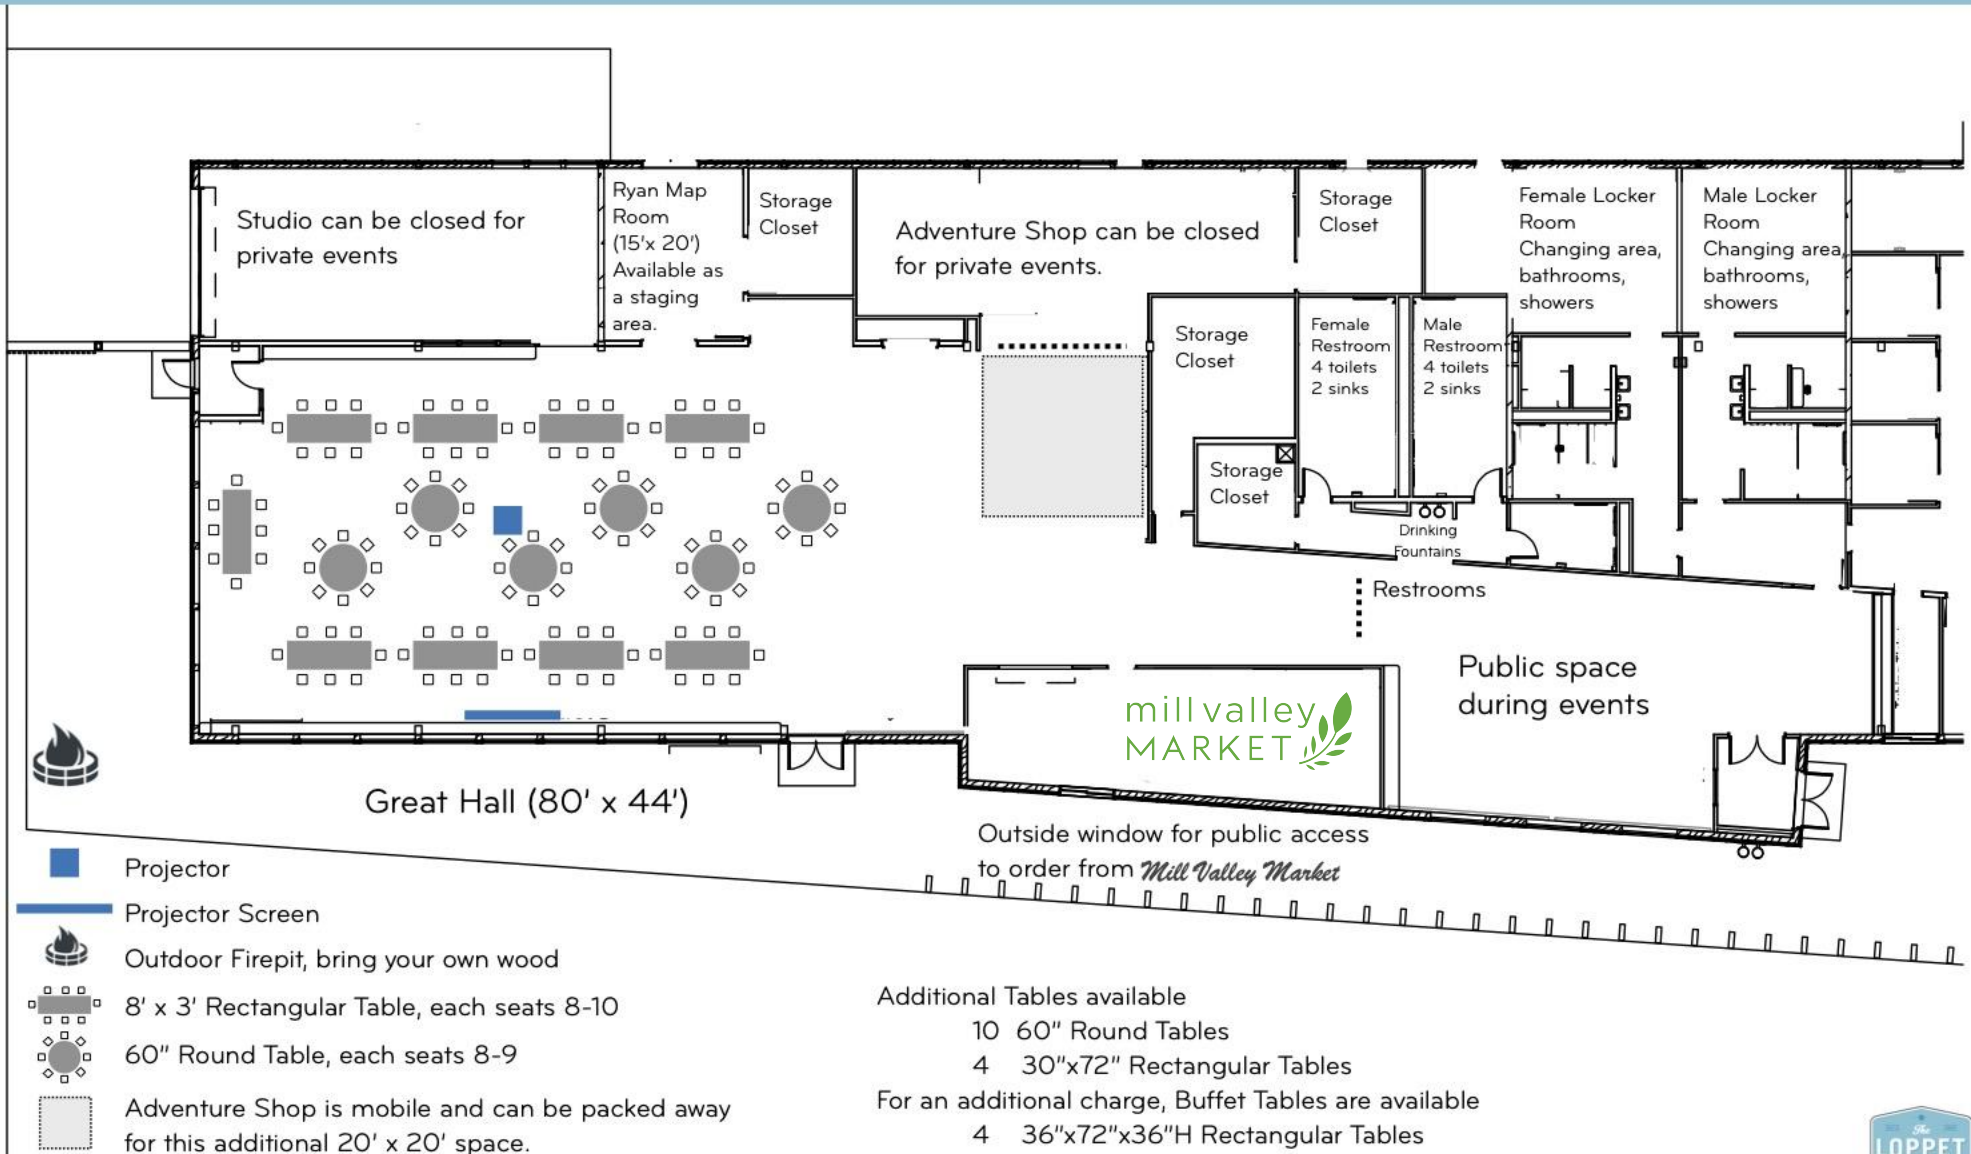 Studio can be closed for
private events
Ryan Map
Room
(15'x 20')
Available as
a staging
area.
Storage
Closet
Adventure Shop can be closed
for private events.
Storage
Closet
Female Locker
Room
Changing area,
bathrooms,
showers
Male Locker
Room
Changing area,
bathrooms,
showers
Storage
Closet
Female
Restroom
4 toilets
2 sinks
Male
Restroom
4 toilets
2 sinks
Storage
Closet
Drinking
Fountains
Restrooms
Public space
during events
mill valley
MARKET
Great Hall (80' x 44')
Outside window for public access
to order from Mill Valley Market
Projector
Projector Screen
Outdoor Firepit, bring your own wood
8' x 3' Rectangular Table, each seats 8-10
60" Round Table, each seats 8-9
Adventure Shop is mobile and can be packed away
for this additional 20' x 20' space.
Additional Tables available
10 60" Round Tables
4 30"x72" Rectangular Tables
For an additional charge, Buffet Tables are available
4 36"x72"x36"H Rectangular Tables
The
LOPPET